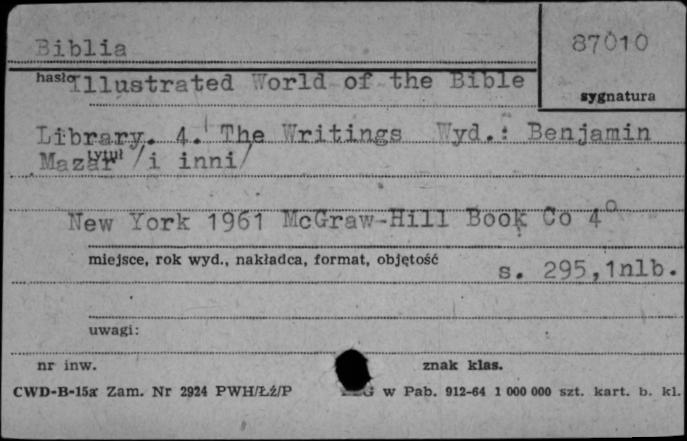 Biblia
87010
hasło Illustrated World of the Bible
sygnatura
Library. 4. The Writings Wyd.: Benjamin
tytuł
Mazar /i inni/
New York 1961 McGraw-Hill Book Co 4°
miejsce, rok wyd., nakładca, format, objętość
s. 295,1nlb.
uwagi:
nr inw.
znak klas.
CWD-B-15a Zam. Nr 2924 PWH/Łź/P
w Pab. 912-64 1 000 000 szt. kart. b. kl.